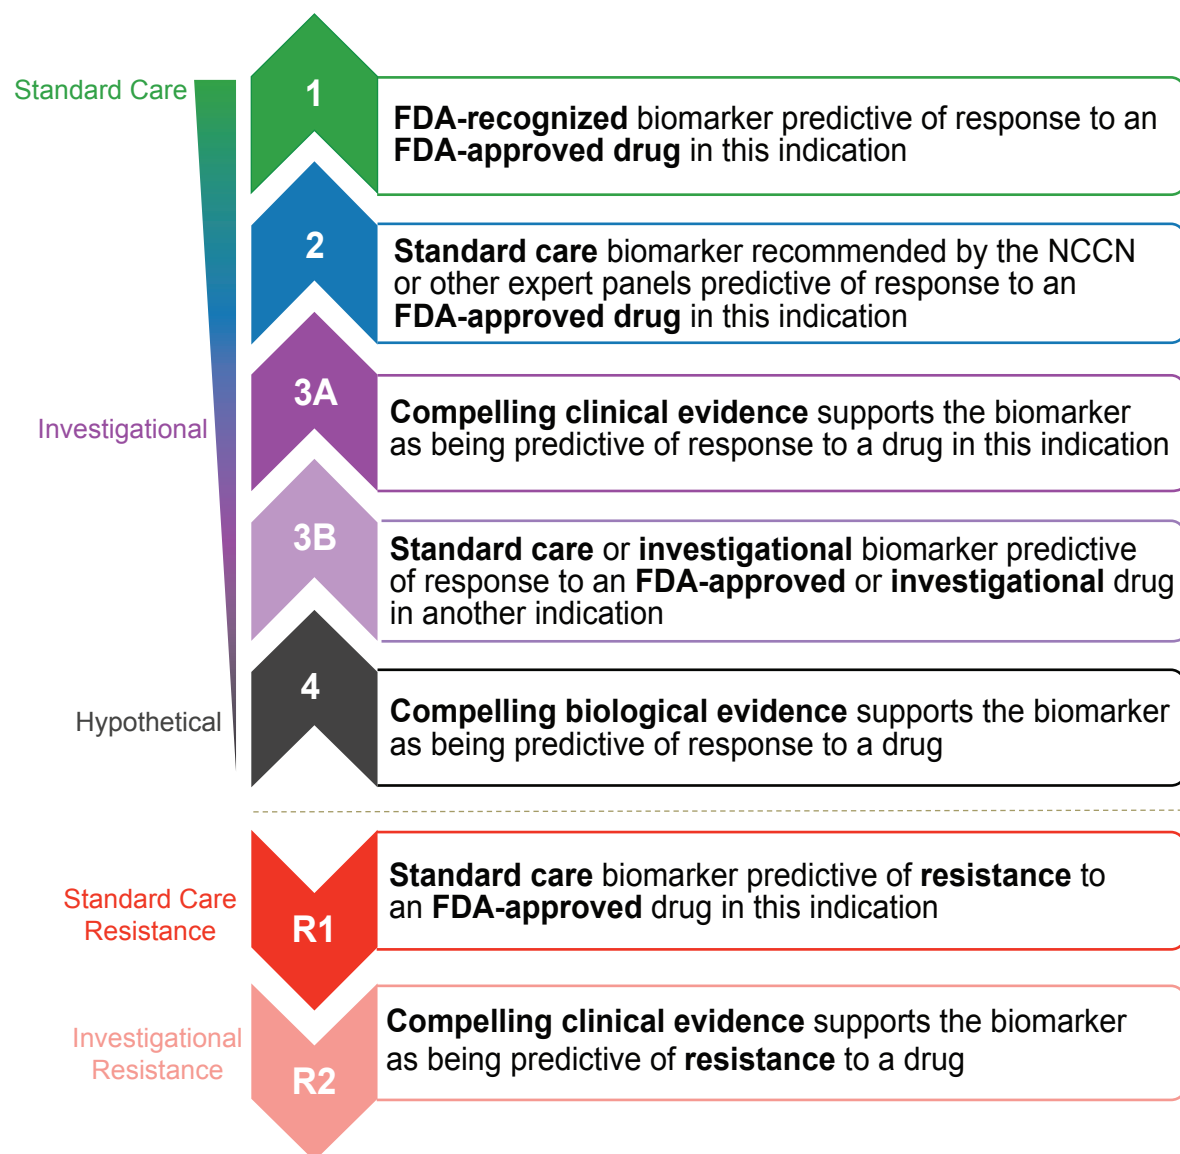 Standard Care
1
FDA-recognized biomarker predictive of response to an
FDA-approved drug in this indication
2
Standard care biomarker recommended by the NCCN
or other expert panels predictive of response to an
FDA-approved drug in this indication
Investigational
3A
Compelling clinical evidence supports the biomarker
as being predictive of response to a drug in this indication
3B
Standard care or investigational biomarker predictive
of response to an FDA-approved or investigational drug
in another indication
Hypothetical
4
Compelling biological evidence supports the biomarker
as being predictive of response to a drug
Standard Care
Resistance
R1
Standard care biomarker predictive of resistance to
an FDA-approved drug in this indication
Investigational
Resistance
R2
Compelling clinical evidence supports the biomarker
as being predictive of resistance to a drug